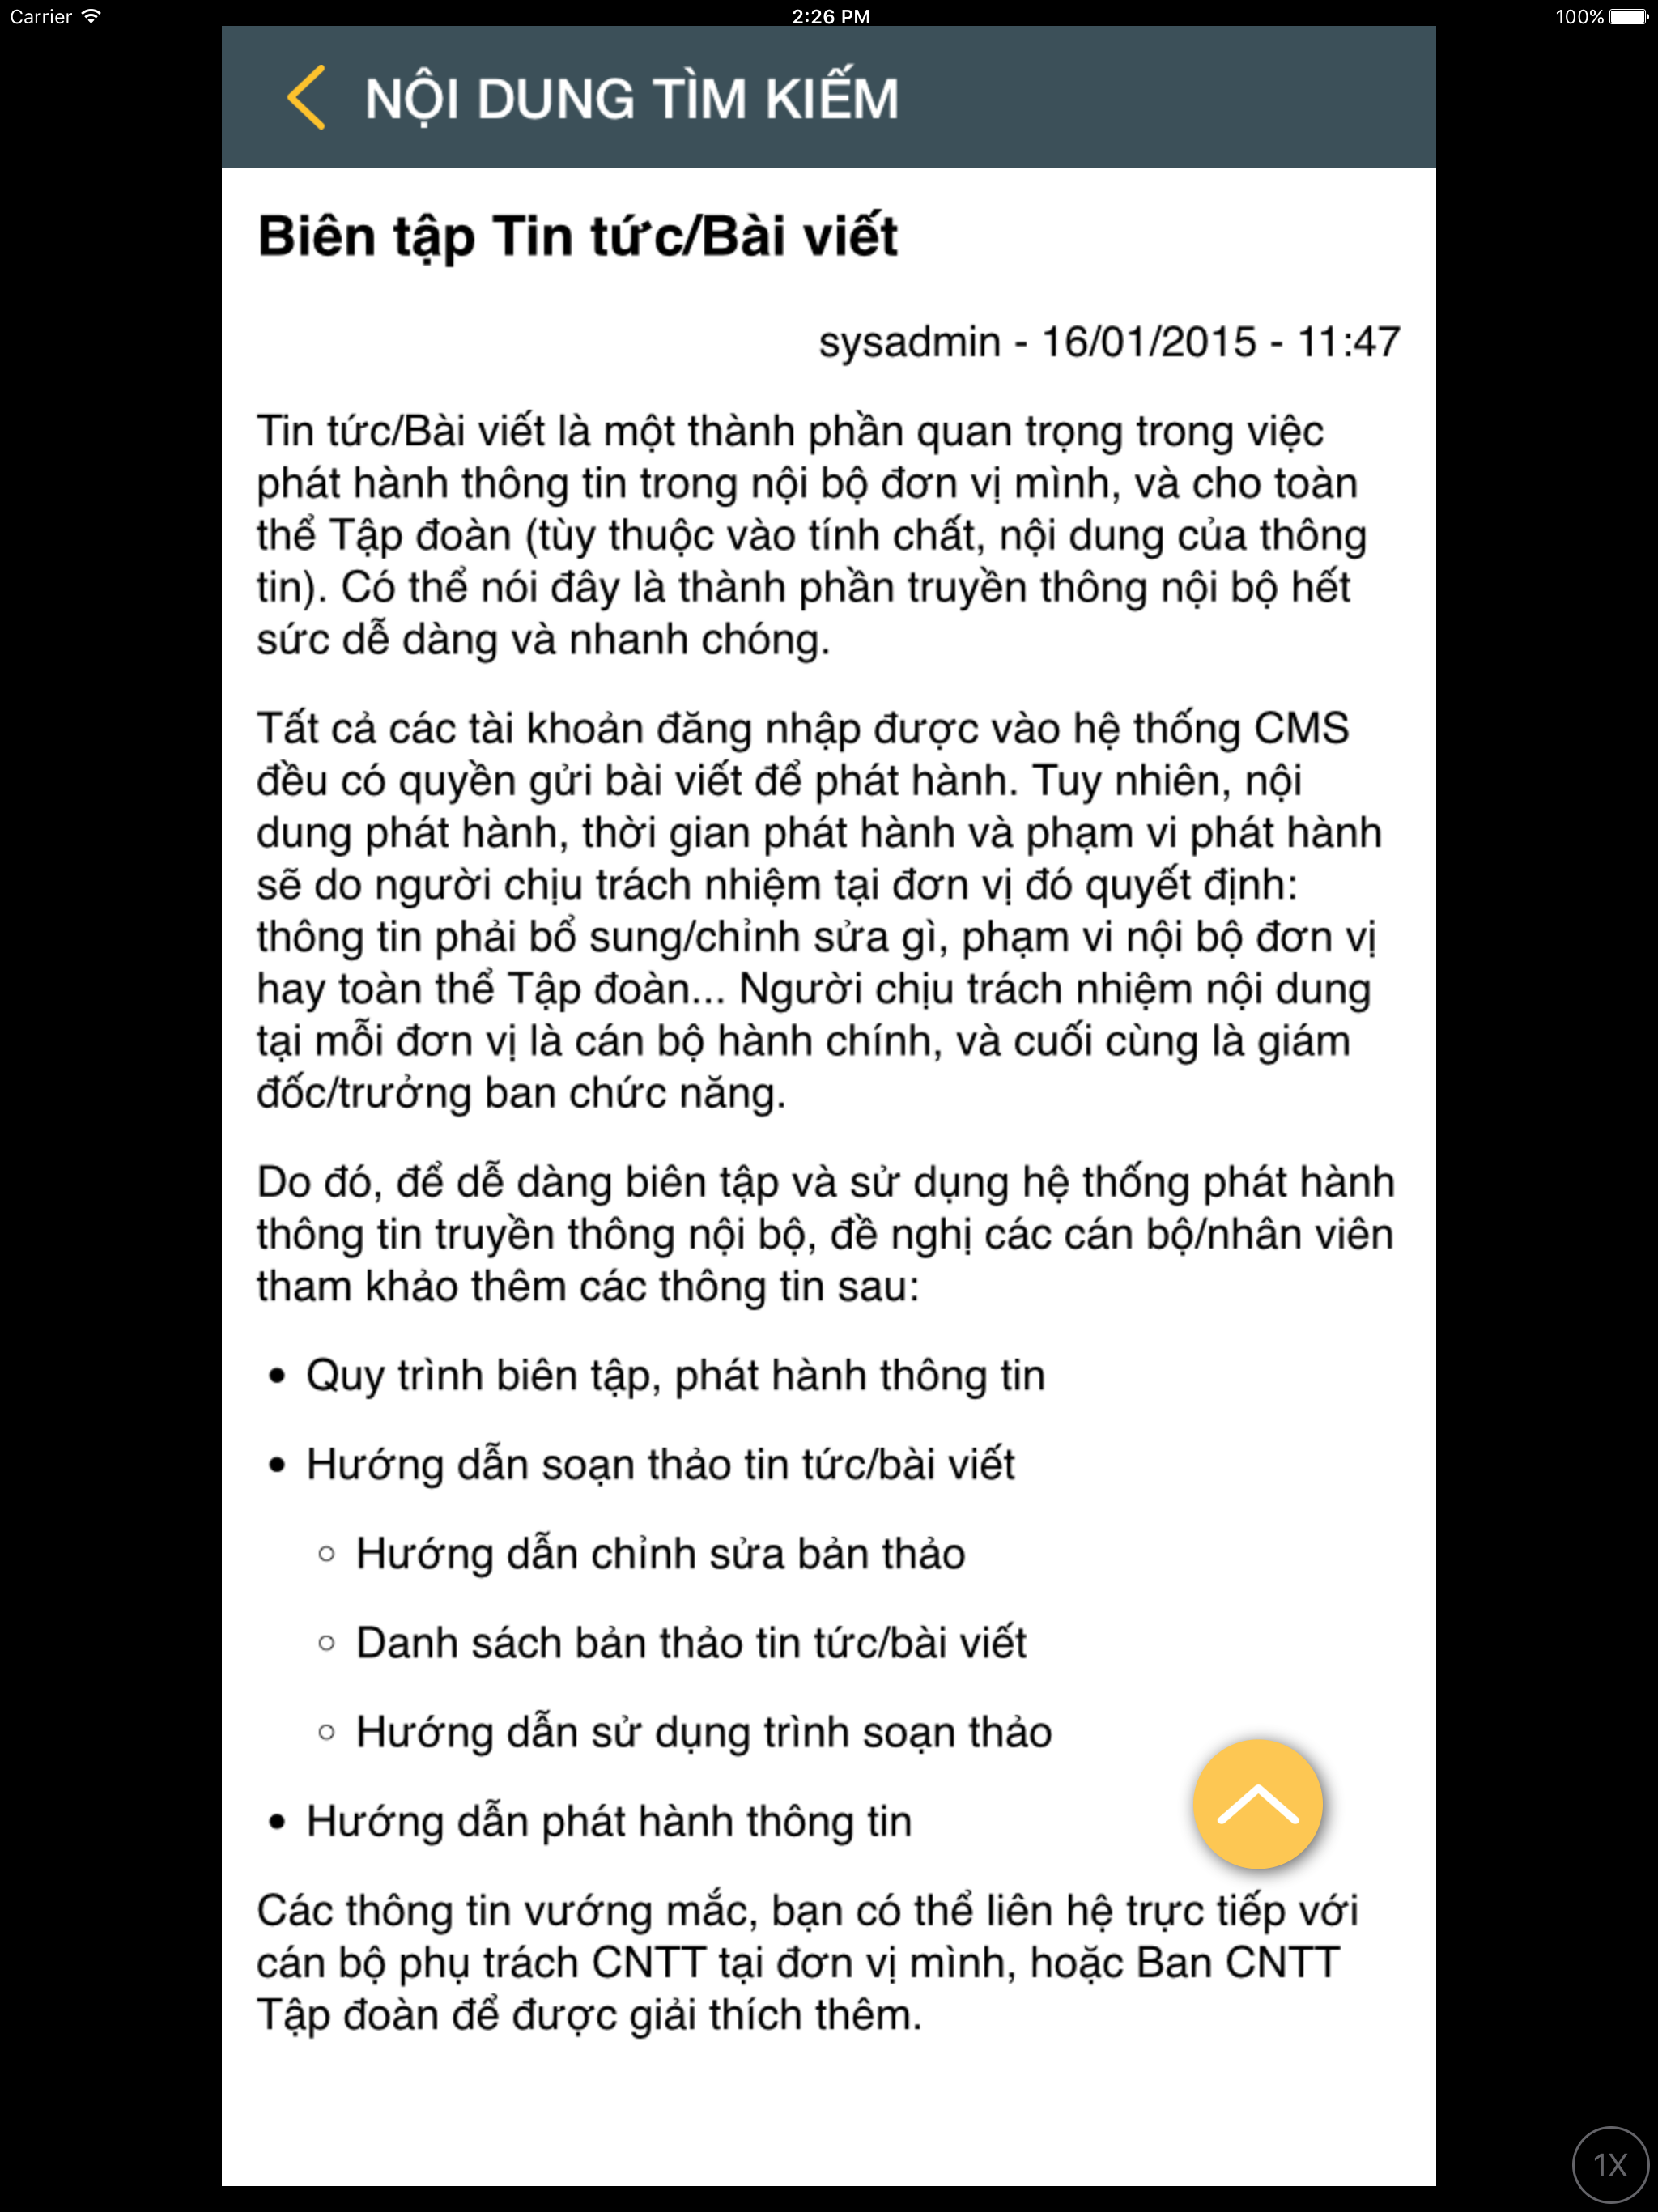 Carrier 2:26 PM 100%
NỘI DUNG TÌM KIẾM
Biên tập Tin tức/Bài viết
sysadmin - 16/01/2015 - 11:47
Tin tức/Bài viết là một thành phần quan trọng trong việc
phát hành thông tin trong nội bộ đơn vị mình, và cho toàn
thể Tập đoàn (tùy thuộc vào tính chất, nội dung của thông
tin). Có thể nói đây là thành phần truyền thông nội bộ hết
sức dễ dàng và nhanh chóng.
Tất cả các tài khoản đăng nhập được vào hệ thống CMS
đều có quyền gửi bài viết để phát hành. Tuy nhiên, nội
dung phát hành, thời gian phát hành và phạm vi phát hành
sẽ do người chịu trách nhiệm tại đơn vị đó quyết định:
thông tin phải bổ sung/chỉnh sửa gì, phạm vi nội bộ đơn vị
hay toàn thể Tập đoàn... Người chịu trách nhiệm nội dung
tại mỗi đơn vị là cán bộ hành chính, và cuối cùng là giám
đốc/trưởng ban chức năng.
Do đó, để dễ dàng biên tập và sử dụng hệ thống phát hành
thông tin truyền thông nội bộ, đề nghị các cán bộ/nhân viên
tham khảo thêm các thông tin sau:
• Quy trình biên tập, phát hành thông tin
• Hướng dẫn soạn thảo tin tức/bài viết
◦ Hướng dẫn chỉnh sửa bản thảo
◦ Danh sách bản thảo tin tức/bài viết
◦ Hướng dẫn sử dụng trình soạn thảo
• Hướng dẫn phát hành thông tin
Các thông tin vướng mắc, bạn có thể liên hệ trực tiếp với
cán bộ phụ trách CNTT tại đơn vị mình, hoặc Ban CNTT
Tập đoàn để được giải thích thêm.
1X